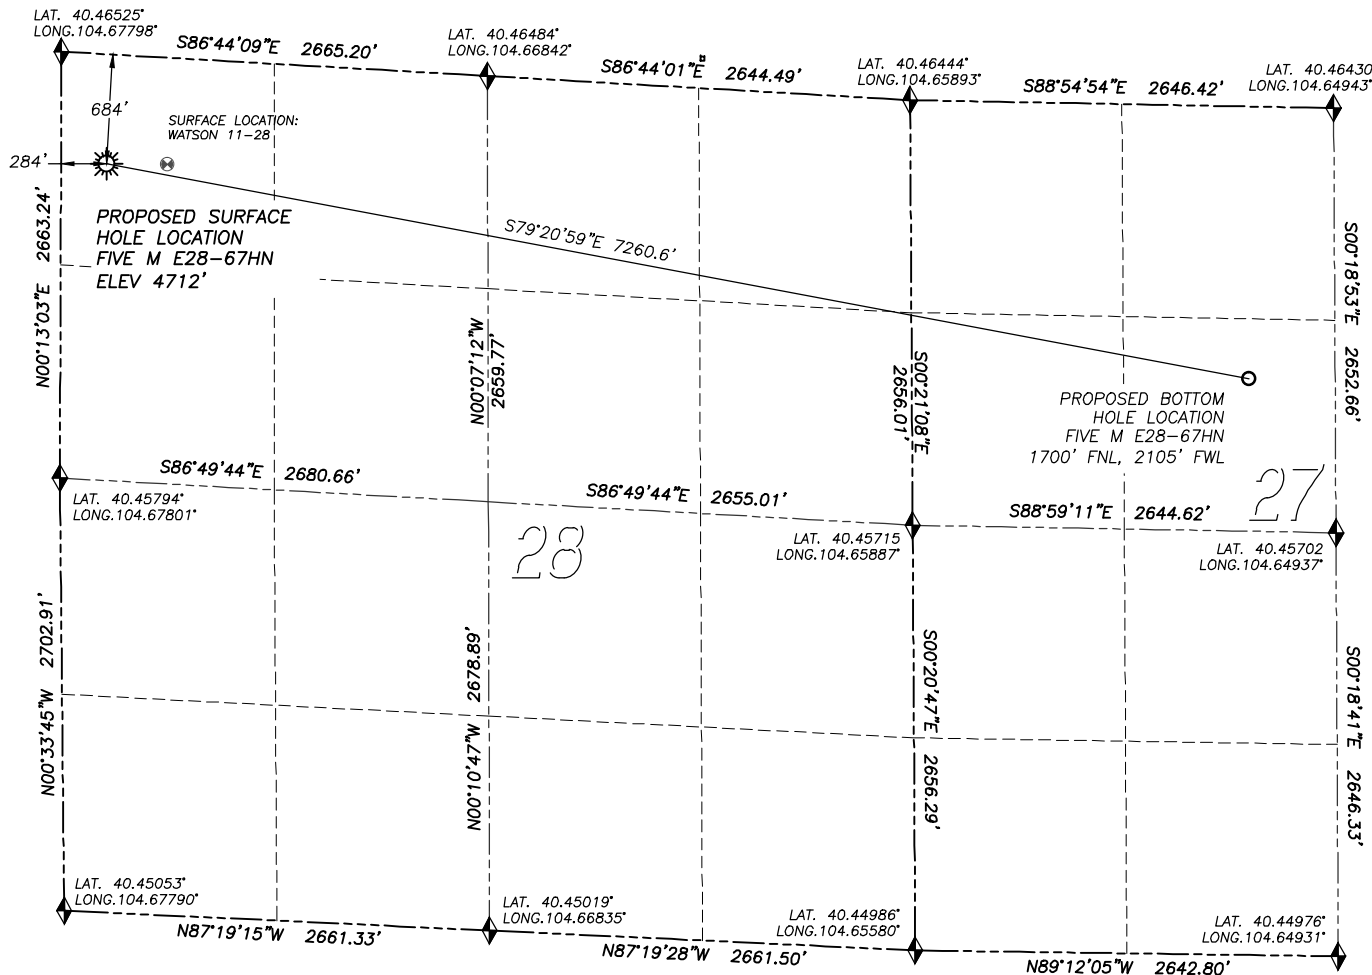 LAT. 40.46525°
LONG.104.67798°
S86°44'09"E 2665.20'
LAT. 40.46484°
LONG.104.66842°
S86°44'01"E 2644.49'
LAT. 40.46444°
LONG.104.65893°
S88°54'54"E 2646.42'
LAT. 40.46430
LONG.104.64943°
684'
SURFACE LOCATION:
WATSON 11-28
284'
PROPOSED SURFACE
HOLE LOCATION
FIVE M E28-67HN
ELEV 4712'
N00°13'03"E 2663.24'
S79°20'59"E 7260.6'
N00°07'12"W
2659.77'
S00°21'08"E
2656.01'
S00°18'53"E 2652.66'
PROPOSED BOTTOM
HOLE LOCATION
FIVE M E28-67HN
1700' FNL, 2105' FWL
S86°49'44"E 2680.66'
LAT. 40.45794°
LONG.104.67801°
S86°49'44"E 2655.01'
28
LAT. 40.45715
LONG.104.65887°
S88°59'11"E 2644.62'
27
LAT. 40.45702
LONG.104.64937°
N00°33'45"W 2702.91'
N00°10'47"W 2678.89'
S00°20'47"E 2656.29'
S00°18'41"E 2646.33'
LAT. 40.45053°
LONG.104.67790°
N87°19'15"W 2661.33'
LAT. 40.45019°
LONG.104.66835°
N87°19'28"W 2661.50'
LAT. 40.44986°
LONG.104.65580°
N89°12'05"W 2642.80'
LAT. 40.44976°
LONG.104.64931°